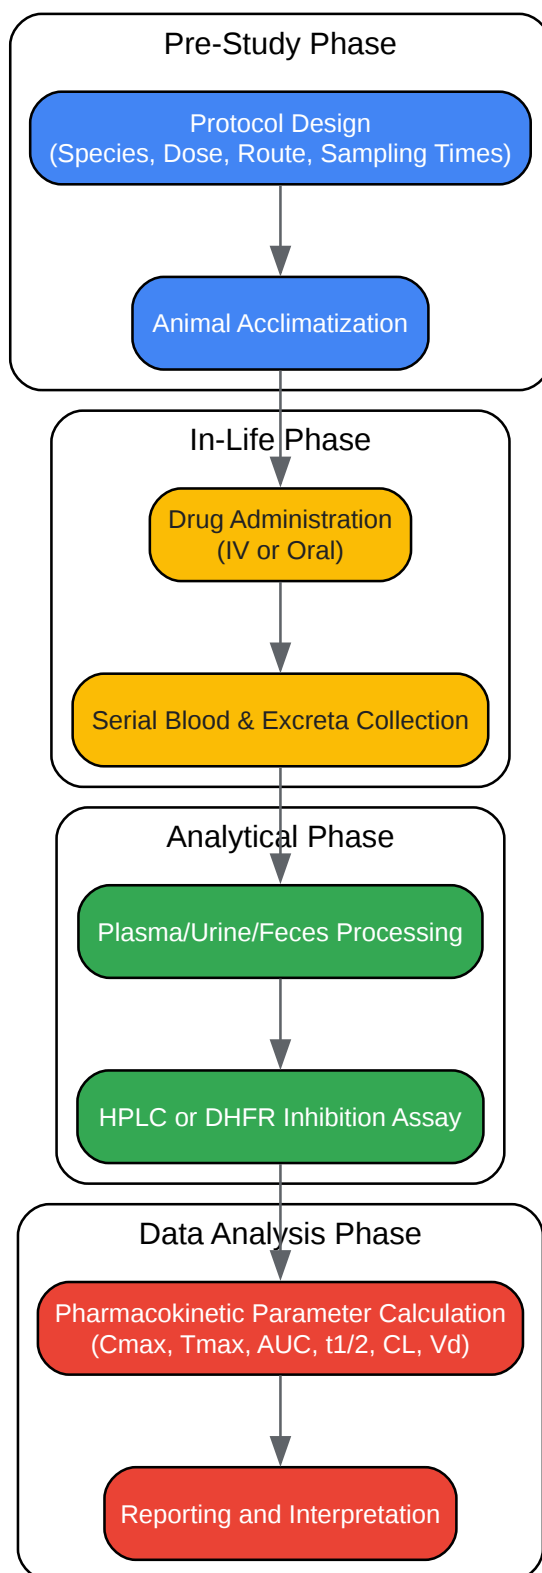 Pre-Study Phase
Protocol Design
(Species, Dose, Route, Sampling Times)
Animal Acclimatization
In-Life Phase
Drug Administration
(IV or Oral)
Serial Blood & Excreta Collection
Analytical Phase
Plasma/Urine/Feces Processing
HPLC or DHFR Inhibition Assay
Data Analysis Phase
Pharmacokinetic Parameter Calculation
(Cmax, Tmax, AUC, t1/2, CL, Vd)
Reporting and Interpretation